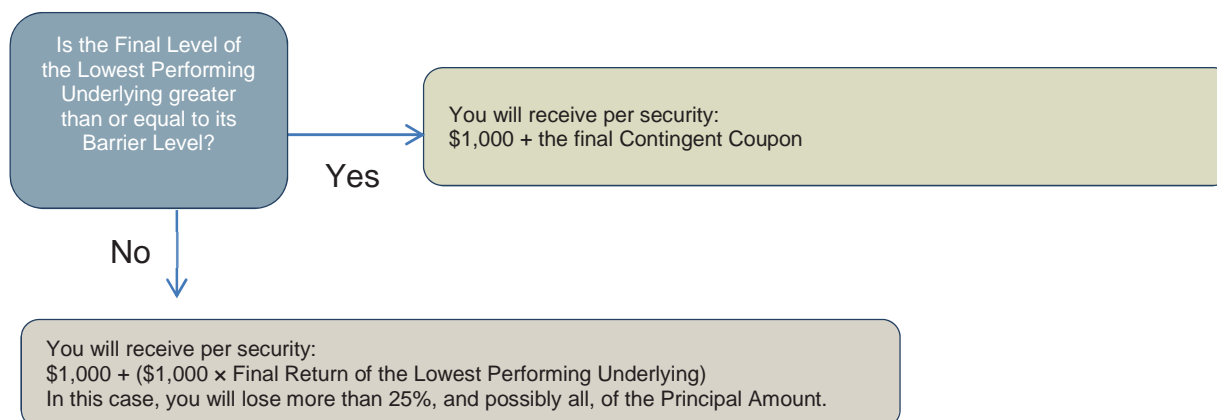 Is the Final Level of
the Lowest Performing
Underlying greater
than or equal to its
Barrier Level?
You will receive per security:
$1,000 + the final Contingent Coupon
Yes
No
You will receive per security:
$1,000 + ($1,000 × Final Return of the Lowest Performing Underlying)
In this case, you will lose more than 25%, and possibly all, of the Principal Amount.